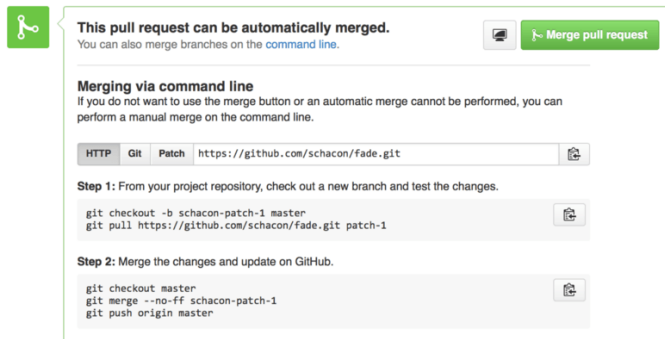 This pull request can be automatically merged.
You can also merge branches on the command line.
Merge pull request
Merging via command line
If you do not want to use the merge button or an automatic merge cannot be performed, you can
perform a manual merge on the command line.
HTTP Git Patch https://github.com/schacon/fade.git
Step 1: From your project repository, check out a new branch and test the changes.
git checkout -b schacon-patch-1 master
git pull https://github.com/schacon/fade.git patch-1
Step 2: Merge the changes and update on GitHub.
git checkout master
git merge --no-ff schacon-patch-1
git push origin master